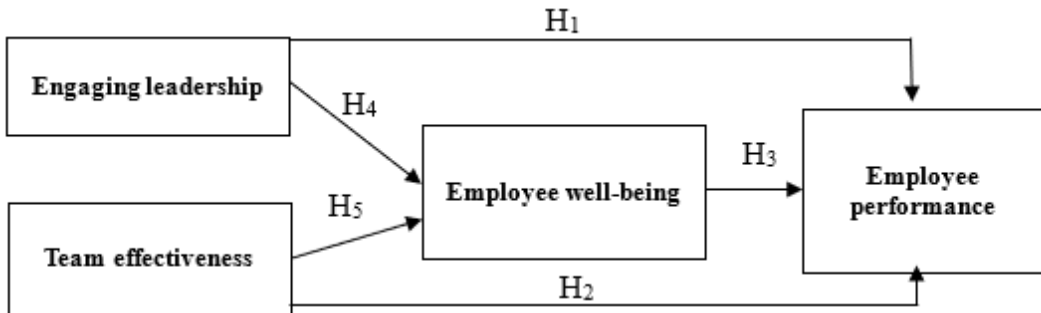 H1
Engaging leadership
H4
Employee well-being
H3
Employee
performance
H5
Team effectiveness
H2